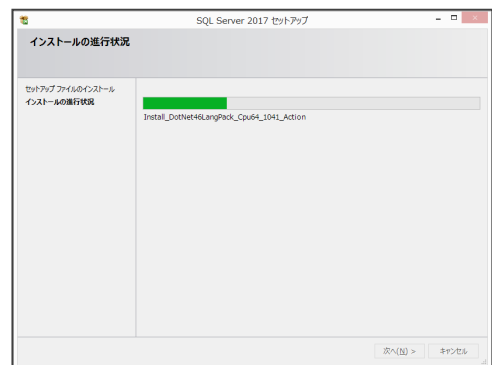 SQL Server 2017 セットアップ
インストールの進行状況
セットアップ ファイルのインストール
インストールの進行状況
Install_DotNet46LangPack_Cpu64_1041_Action
次へ(N) >
キャンセル